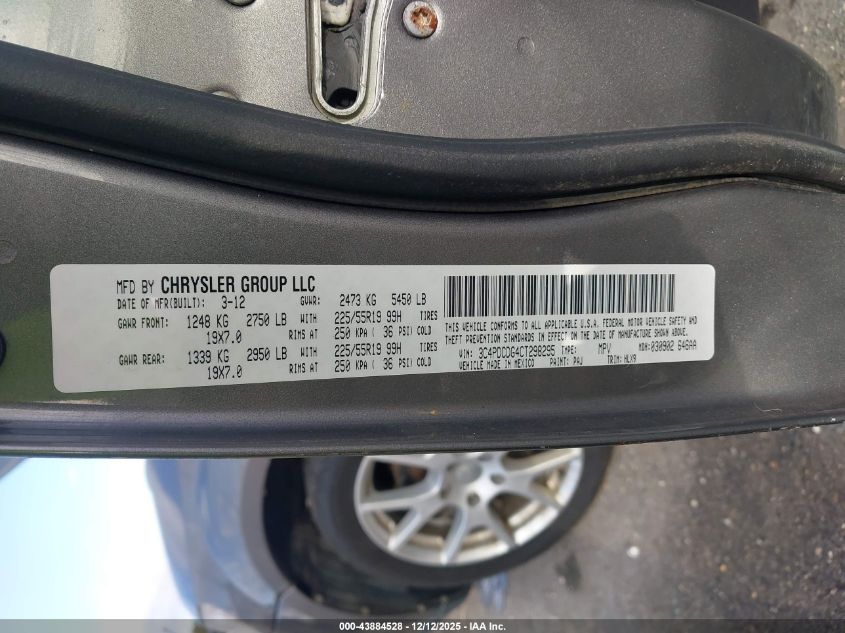 MFD BY CHRYSLER GROUP LLC
DATE OF MFR(BUILT): 3-12 GVWR: 2473 KG 5450 LB
GAWR FRONT: 1248 KG 2750 LB WITH 225/55R19 99H TIRES
19X7.0 RIMS AT 250 KPA ( 36 PSI) COLD
GAWR REAR: 1339 KG 2950 LB WITH 225/55R19 99H TIRES
19X7.0 RIMS AT 250 KPA ( 36 PSI) COLD
THIS VEHICLE CONFORMS TO ALL APPLICABLE U.S.A. FEDERAL MOTOR VEHICLE SAFETY AND
THEFT PREVENTION STANDARDS IN EFFECT ON THE DATE OF MANUFACTURE SHOWN ABOVE.
VIN: 3C4PDCDG4CT298295 TYPE: MPV MDH: 030902 646AA
VEHICLE MADE IN MEXICO PAINT: PAU TRIM: HLX9
000-43884528 - 12/12/2025 - IAA Inc.